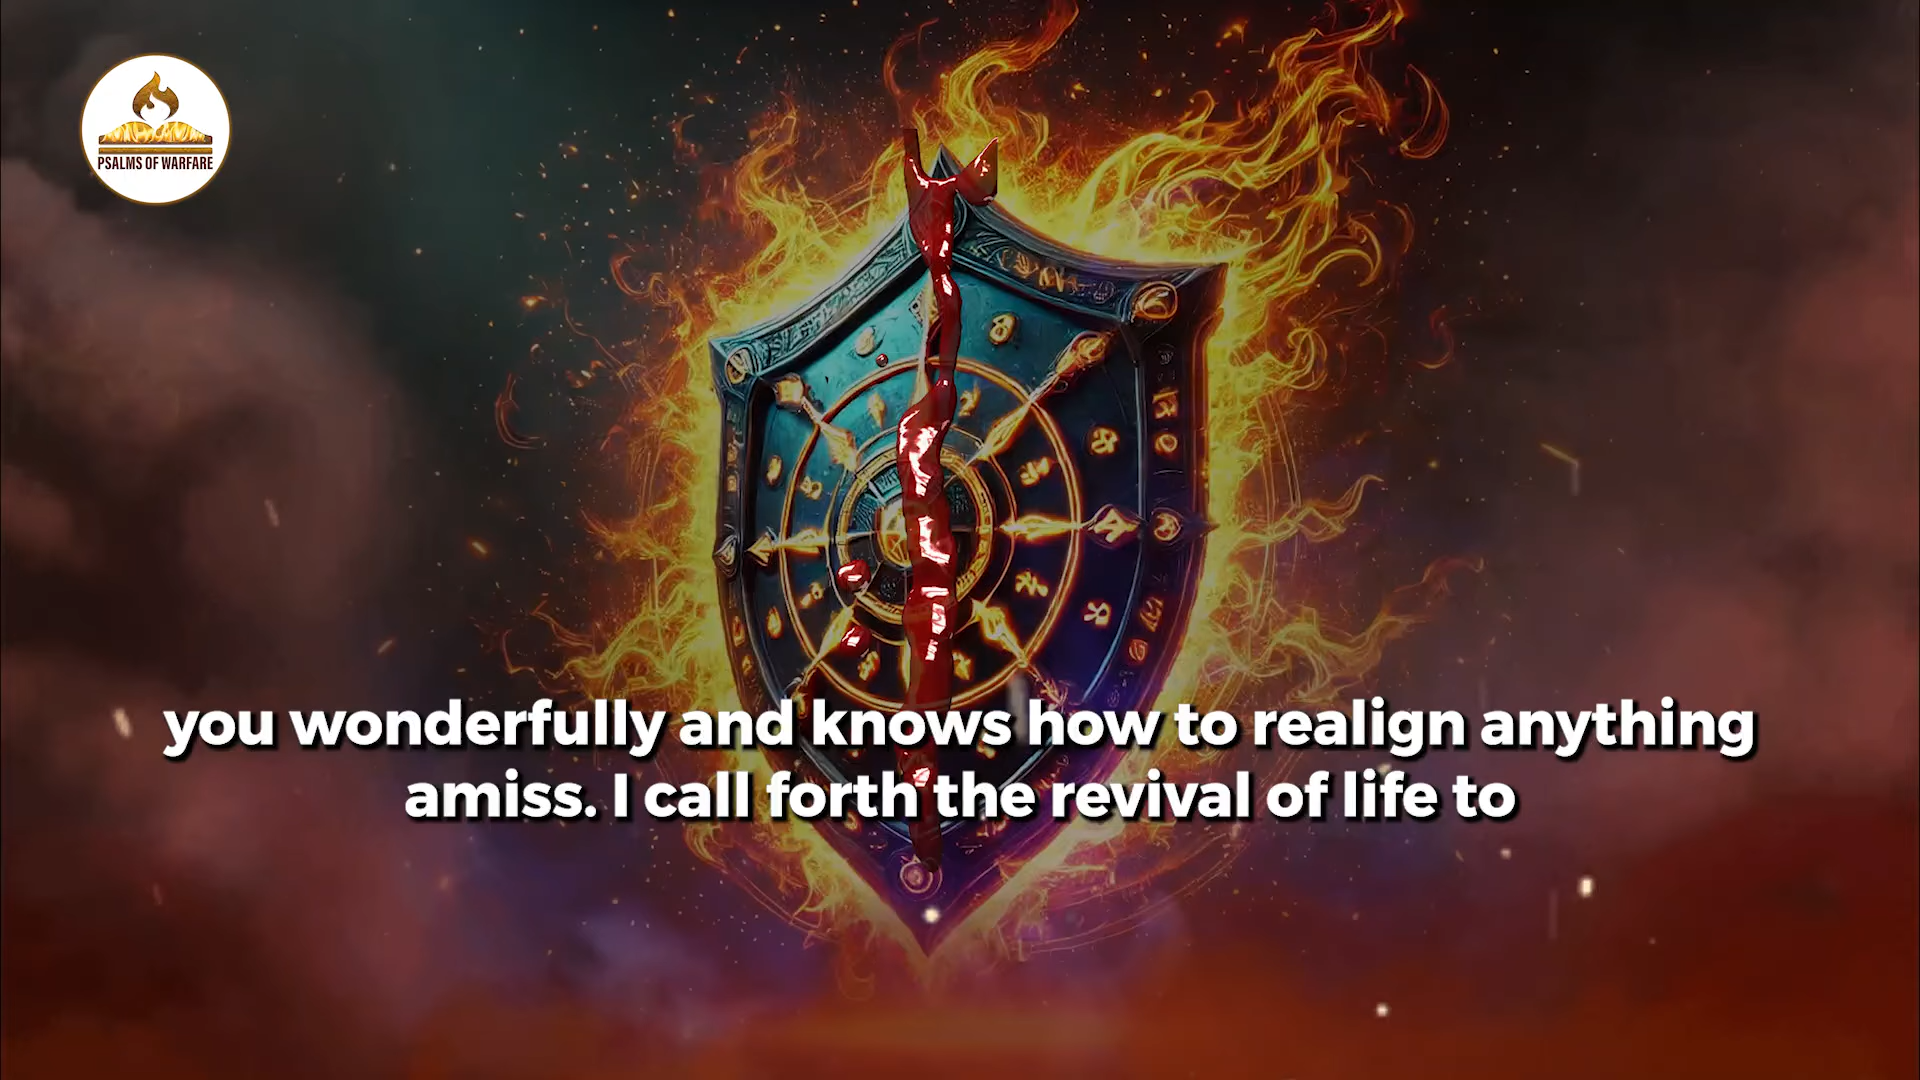 PSALMS OF WARFARE
you wonderfully and knows how to realign anything
amiss. I call forth the revival of life to